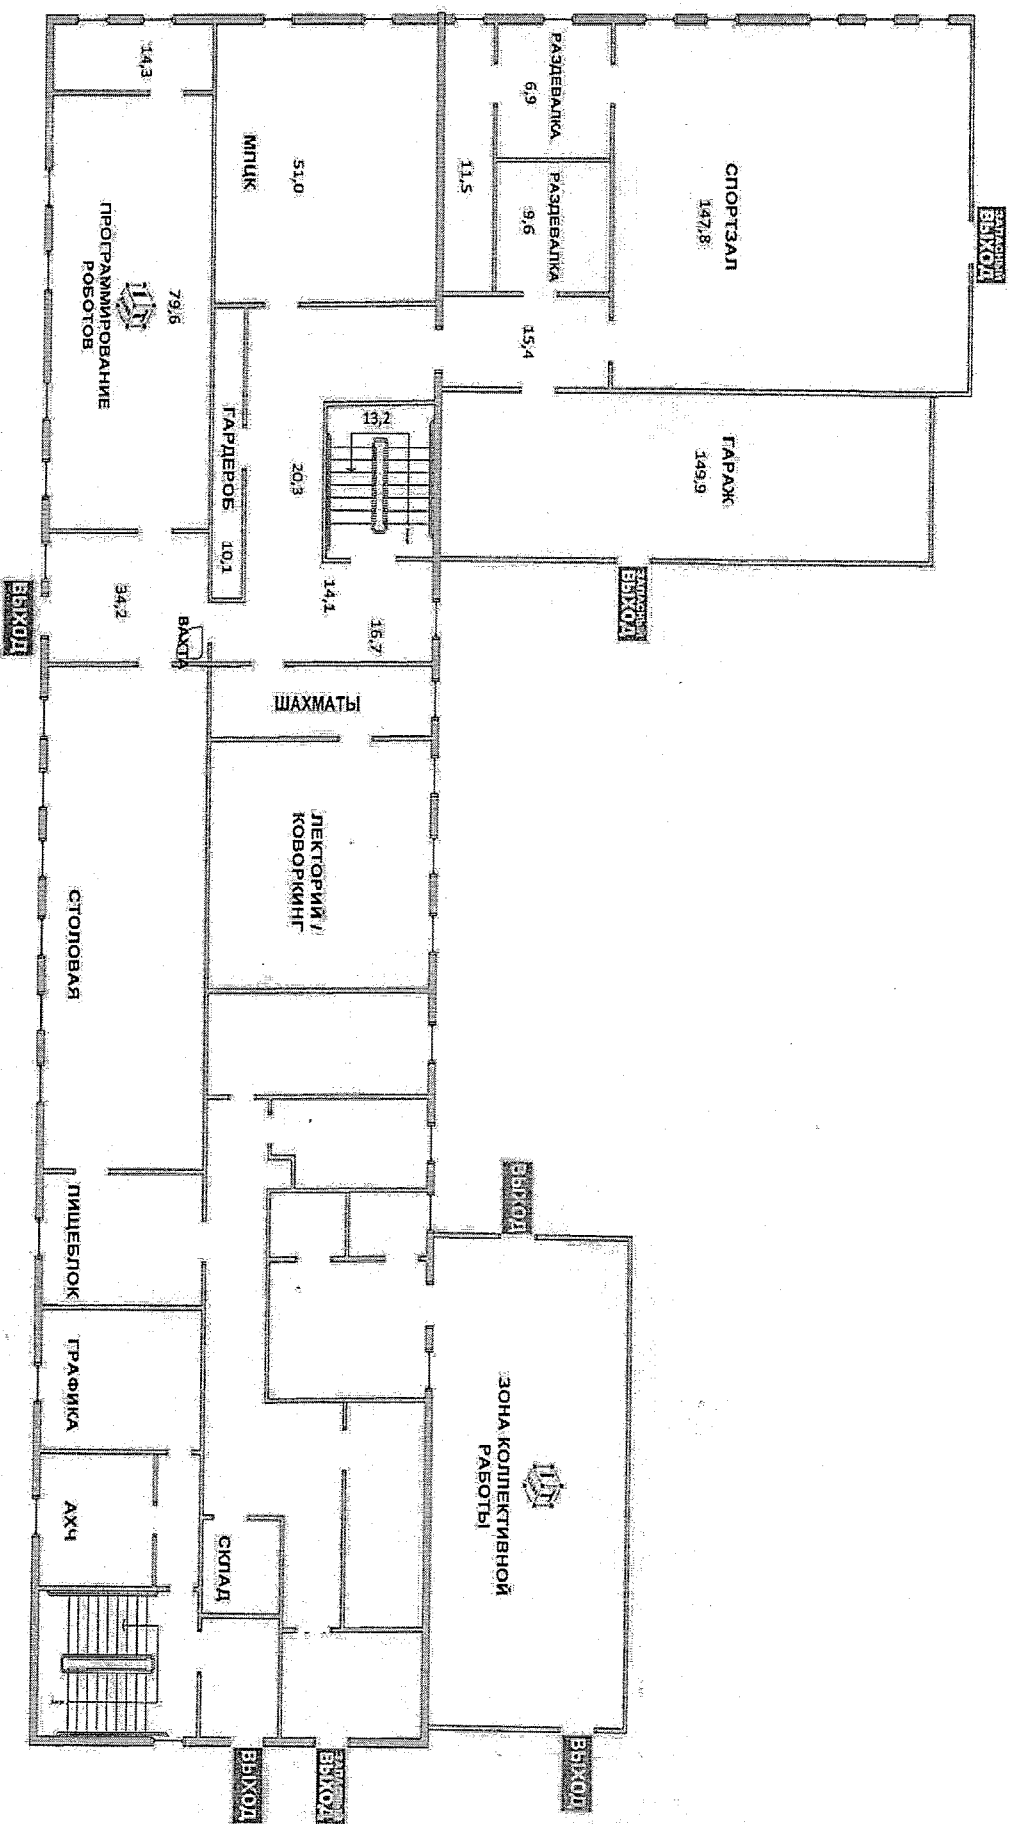 14,3
79,6
ПРОГРАММИРОВАНИЕ
РОБОТОВ
IT
МПЦК
51,0
11,5
РАЗДЕВАЛКА
6,9
РАЗДЕВАЛКА
9,6
СПОРТЗАЛ
147,8
ВЫХОД
15,4
ГАРАЖ
149,9
ВЫХОД
ГАРДЕРОБ
10,1
13,2
20,3
14,1
16,7
34,2
ВЫХОД
ВАХТА
ШАХМАТЫ
ЛЕКТОРИЙ /
КОВОРКИНГ
СТОЛОВАЯ
ПИЩЕБЛОК
ГРАФИКА
АХЧ
СКЛАД
ВЫХОД
IT
ЗОНА КОЛЛЕКТИВНОЙ
РАБОТЫ
ВЫХОД
ВЫХОД
ВЫХОД